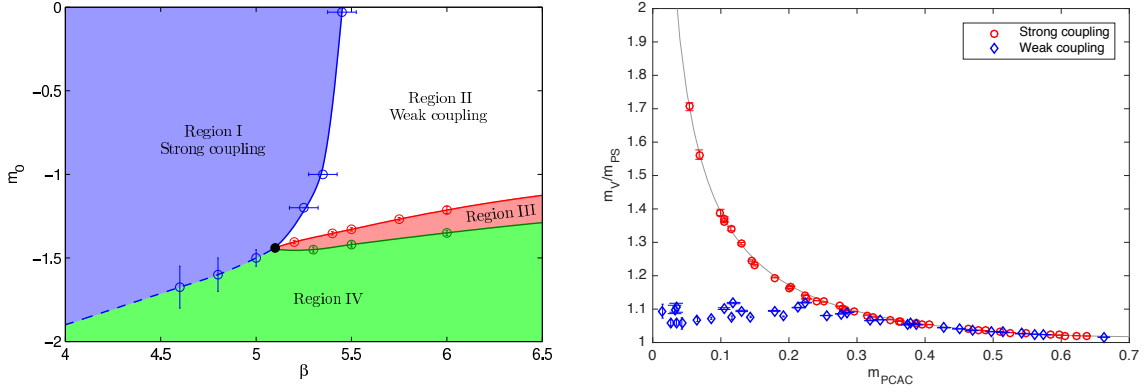 0
−0.5
−1
−1.5
−2
m0
4
4.5
5
5.5
6
6.5
β
Region I
Strong coupling
Region II
Weak coupling
Region III
Region IV
2
1.9
1.8
1.7
1.6
1.5
1.4
1.3
1.2
1.1
1
mV/mPS
0
0.1
0.2
0.3
0.4
0.5
0.6
0.7
mPCAC
Strong coupling
Weak coupling